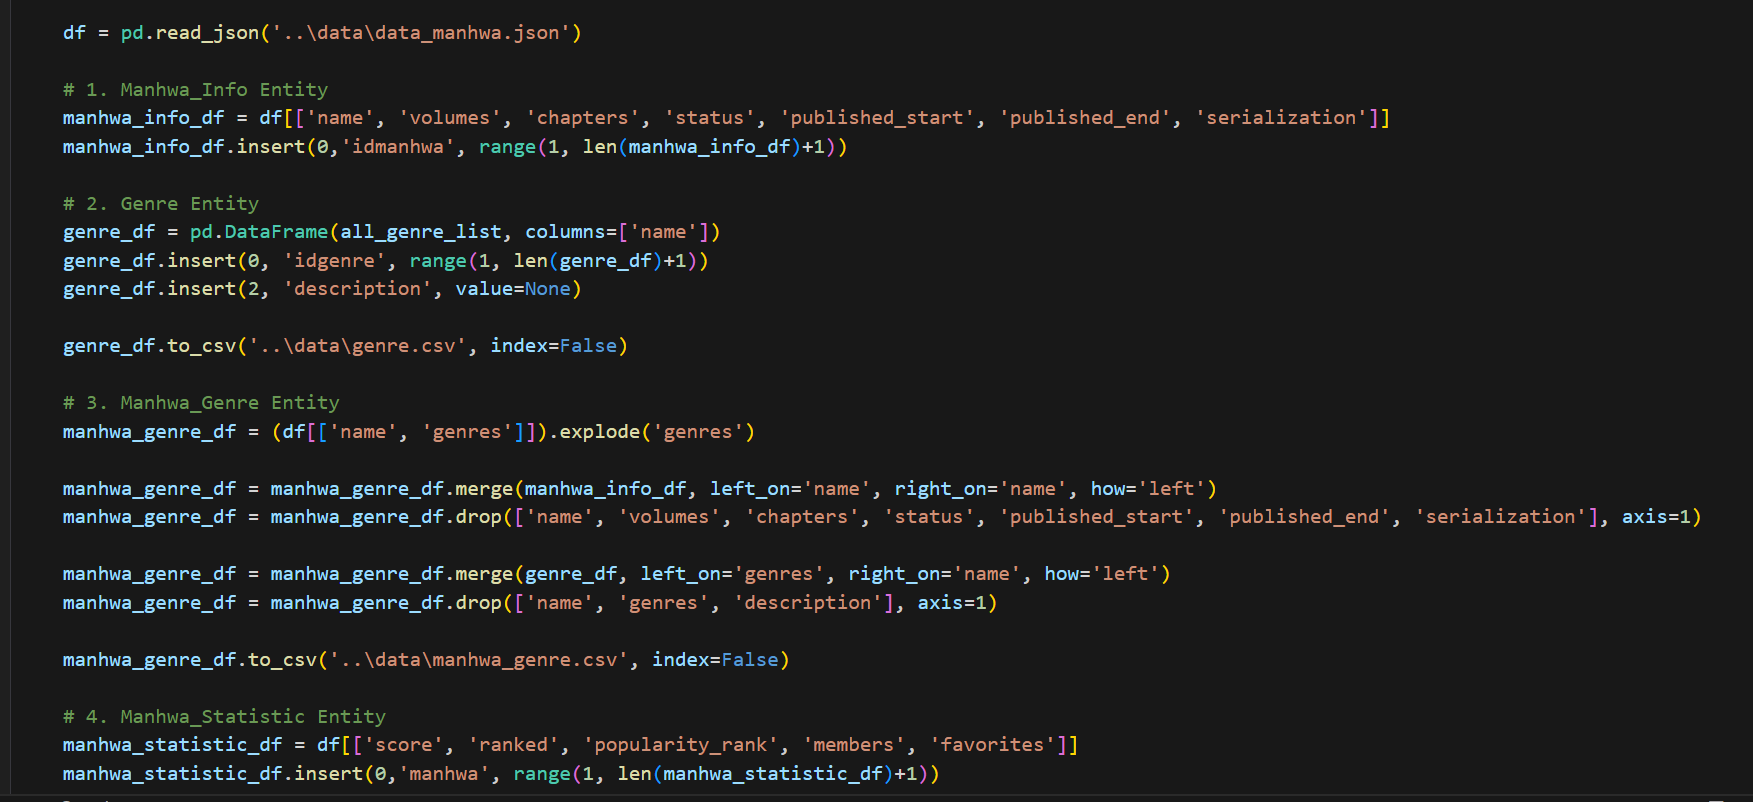 df = pd.read_json('..\data\data_manhwa.json')
# 1. Manhwa_Info Entity
manhwa_info_df = df[['name', 'volumes', 'chapters', 'status', 'published_start', 'published_end', 'serialization']]
manhwa_info_df.insert(0,'idmanhwa', range(1, len(manhwa_info_df)+1))
# 2. Genre Entity
genre_df = pd.DataFrame(all_genre_list, columns=['name'])
genre_df.insert(0, 'idgenre', range(1, len(genre_df)+1))
genre_df.insert(2, 'description', value=None)
genre_df.to_csv('..\data\genre.csv', index=False)
# 3. Manhwa_Genre Entity
manhwa_genre_df = (df[['name', 'genres']]).explode('genres')
manhwa_genre_df = manhwa_genre_df.merge(manhwa_info_df, left_on='name', right_on='name', how='left')
manhwa_genre_df = manhwa_genre_df.drop(['name', 'volumes', 'chapters', 'status', 'published_start', 'published_end', 'serialization'], axis=1)
manhwa_genre_df = manhwa_genre_df.merge(genre_df, left_on='genres', right_on='name', how='left')
manhwa_genre_df = manhwa_genre_df.drop(['name', 'genres', 'description'], axis=1)
manhwa_genre_df.to_csv('..\data\manhwa_genre.csv', index=False)
# 4. Manhwa_Statistic Entity
manhwa_statistic_df = df[['score', 'ranked', 'popularity_rank', 'members', 'favorites']]
manhwa_statistic_df.insert(0,'manhwa', range(1, len(manhwa_statistic_df)+1))